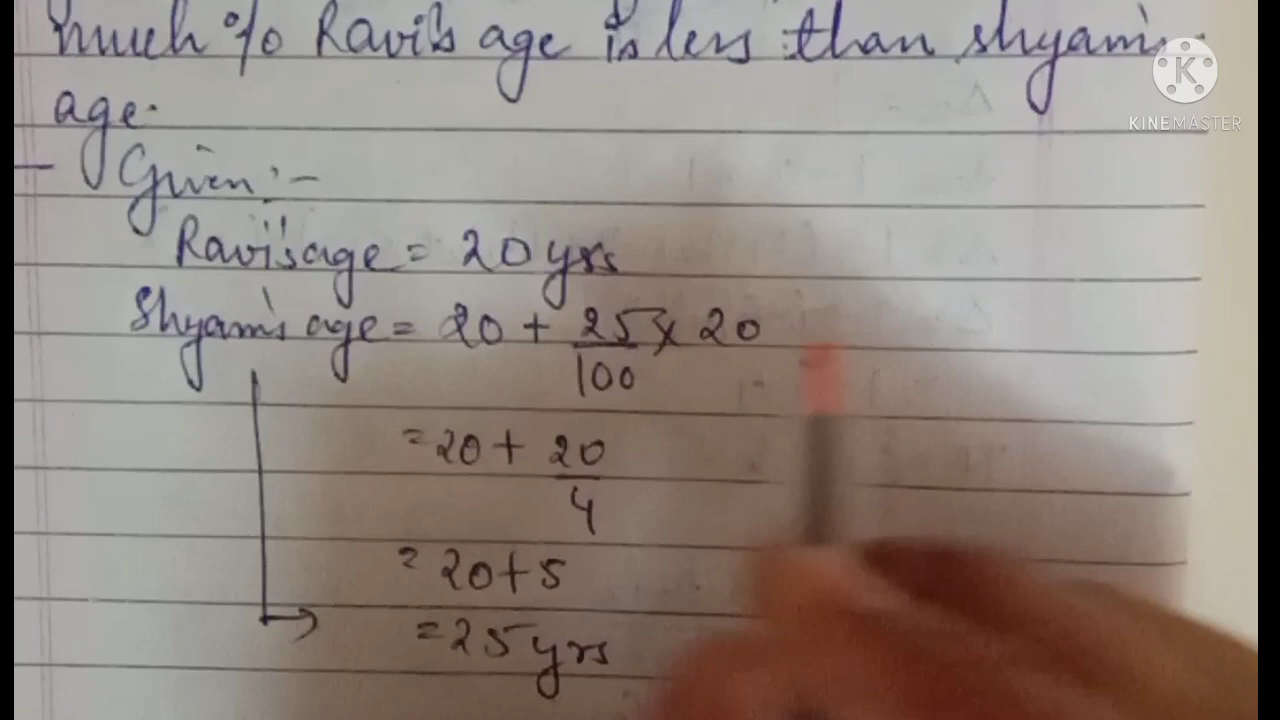 much % Ravi's age is less than shyam's
age.
Given:-
Ravi's age = 20 yrs
Shyam's age = 20 + 25/100 × 20
= 20 + 20/4
= 20+5
= 25 yrs
K
KINEMASTER